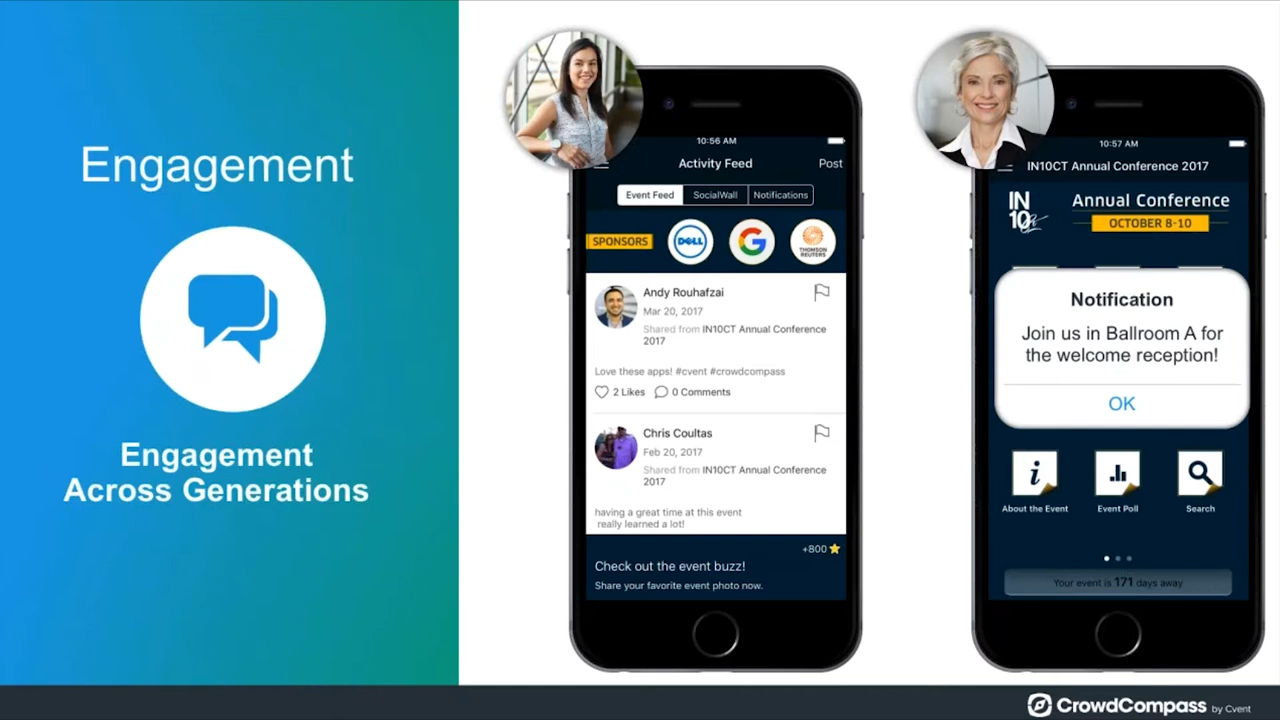 Engagement
Engagement
Across Generations
10:56 AM
Activity Feed
Post
Event Feed
SocialWall
Notifications
SPONSORS
DELL
G
THOMSON
REUTERS
Andy Rouhafzai
Mar 20, 2017
Shared from IN10CT Annual Conference
2017
Love these apps! #cvent #crowdcompass
2 Likes
0 Comments
Chris Coultas
Feb 20, 2017
Shared from IN10CT Annual Conference
2017
having a great time at this event
really learned a lot!
+800
Check out the event buzz!
Share your favorite event photo now.
10:57 AM
IN10CT Annual Conference 2017
IN
10CT
Annual Conference
OCTOBER 8-10
Notification
Join us in Ballroom A for
the welcome reception!
OK
i
About the Event
Event Poll
Search
Your event is 171 days away
CrowdCompass by Cvent